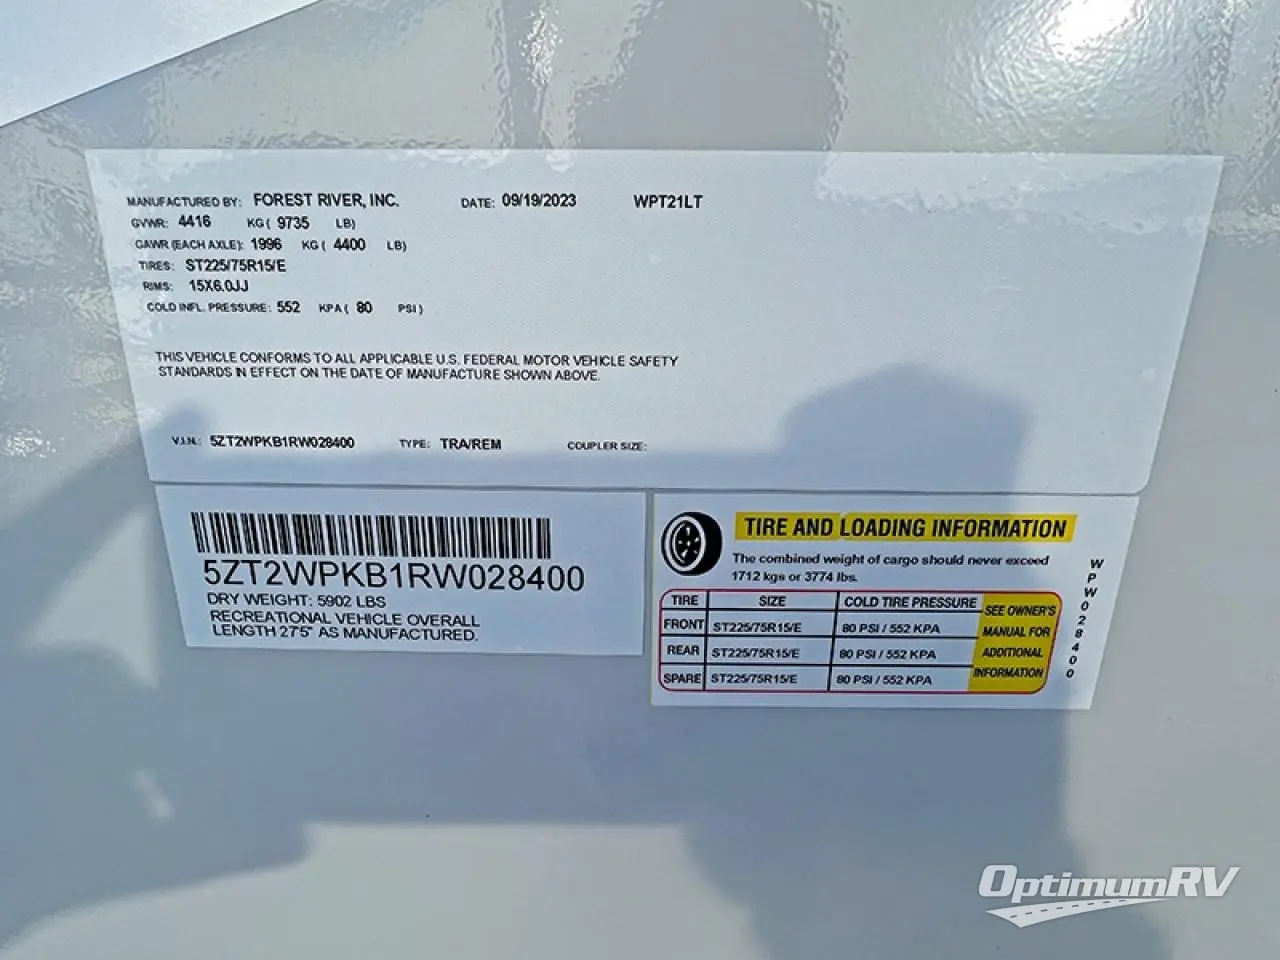 MANUFACTURED BY: FOREST RIVER, INC. DATE: 09/19/2023 WPT21LT
GVWR: 4416 KG( 9735 LB)
GAWR (EACH AXLE): 1996 KG( 4400 LB)
TIRES: ST225/75R15/E
RIMS: 15X6.0JJ
COLD INFL. PRESSURE: 552 KPA( 80 PSI)
THIS VEHICLE CONFORMS TO ALL APPLICABLE U.S. FEDERAL MOTOR VEHICLE SAFETY
STANDARDS IN EFFECT ON THE DATE OF MANUFACTURE SHOWN ABOVE.
V.I.N.: 5ZT2WPKB1RW028400 TYPE: TRA/REM COUPLER SIZE:
5ZT2WPKB1RW028400
DRY WEIGHT: 5902 LBS
RECREATIONAL VEHICLE OVERALL
LENGTH 27'5" AS MANUFACTURED.
TIRE AND LOADING INFORMATION
The combined weight of cargo should never exceed
1712 kgs or 3774 lbs.
TIRE SIZE COLD TIRE PRESSURE
FRONT ST225/75R15/E 80 PSI / 552 KPA
REAR ST225/75R15/E 80 PSI / 552 KPA
SPARE ST225/75R15/E 80 PSI / 552 KPA
SEE OWNER'S
MANUAL FOR
ADDITIONAL
INFORMATION
WPW028400
OptimumRV